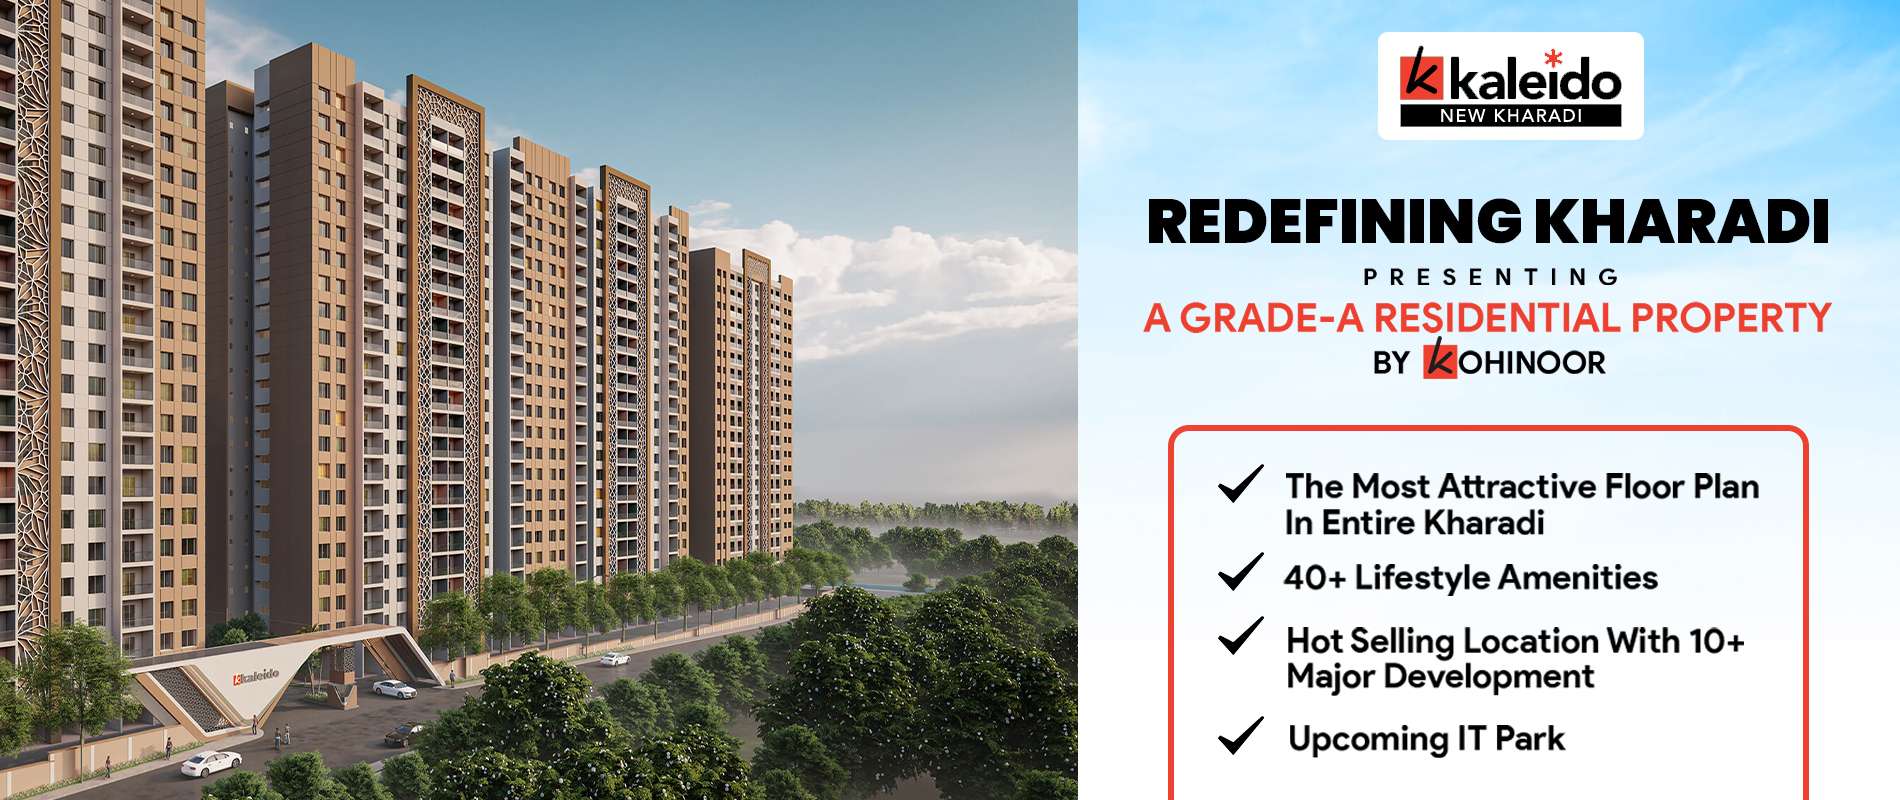 kaleido
k kaleido
NEW KHARADI
REDEFINING KHARADI
PRESENTING
A GRADE-A RESIDENTIAL PROPERTY
BY KOHINOOR
The Most Attractive Floor Plan
In Entire Kharadi
40+ Lifestyle Amenities
Hot Selling Location With 10+
Major Development
Upcoming IT Park